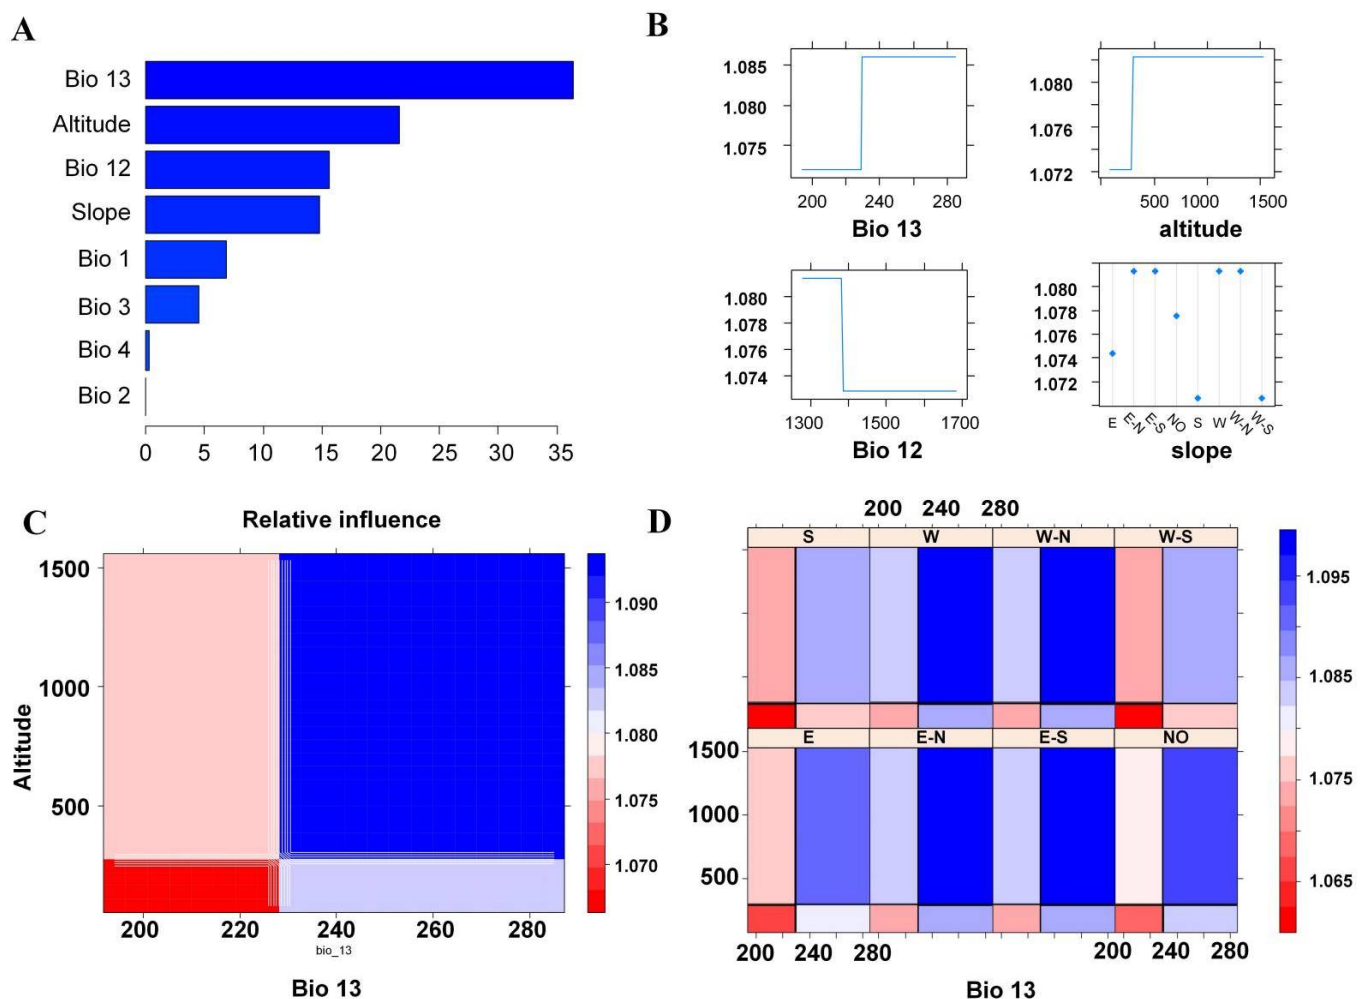 A
Bio 13
Altitude
Bio 12
Slope
Bio 1
Bio 3
Bio 4
Bio 2
0 5 10 15 20 25 30 35
Relative influence
B
1.085
1.080
1.075
200 240 280
Bio 13
1.080
1.076
1.072
500 1000 1500
altitude
1.080
1.078
1.076
1.074
1300 1500 1700
Bio 12
1.080
1.078
1.076
1.074
1.072
E E-N E-S NO S W W-N W-S
slope
C
1500
1000
500
Altitude
200 220 240 260 280
bio_13
Bio 13
1.090
1.085
1.080
1.075
1.070
D
200 240 280
S W W-N W-S
E E-N E-S NO
1500
1000
500
200 240 280 200 240 280
Bio 13
1.095
1.085
1.075
1.065